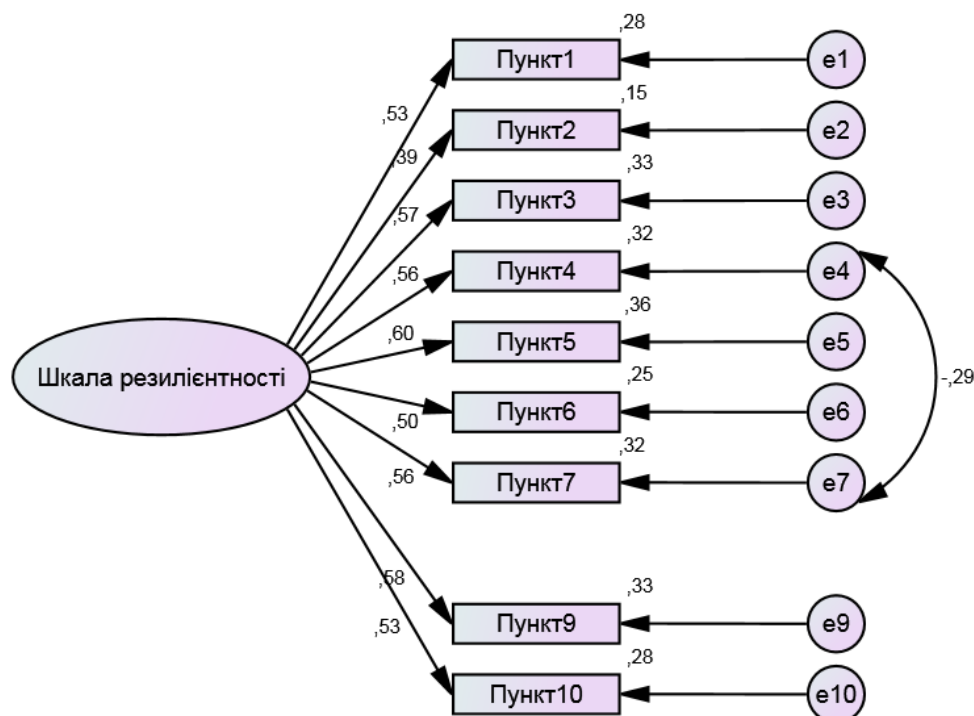 ,28
Пункт1
e1
,53
,15
Пункт2
e2
,39
,33
Пункт3
e3
,57
,32
Пункт4
e4
,56
,36
Пункт5
e5
,60
Шкала резилієнтності
-,29
,25
Пункт6
e6
,50
,32
Пункт7
e7
,56
,58
,33
Пункт9
e9
,53
,28
Пункт10
e10